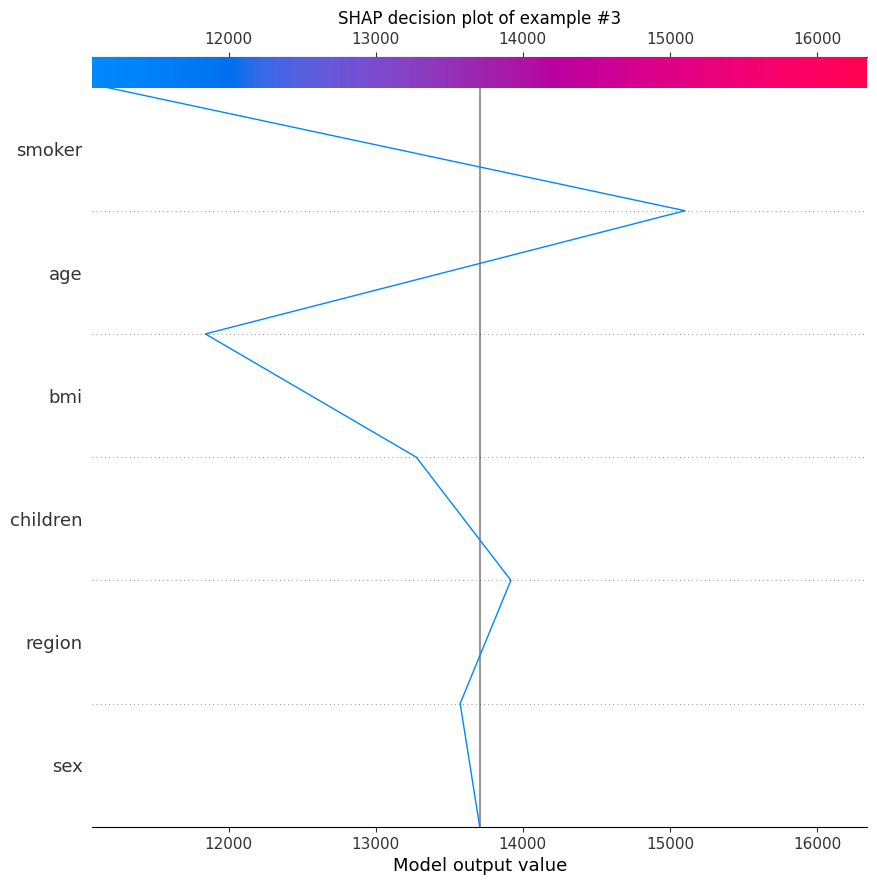 SHAP decision plot of example #3
12000 13000 14000 15000 16000
smoker
age
bmi
children
region
sex
12000 13000 14000 15000 16000
Model output value